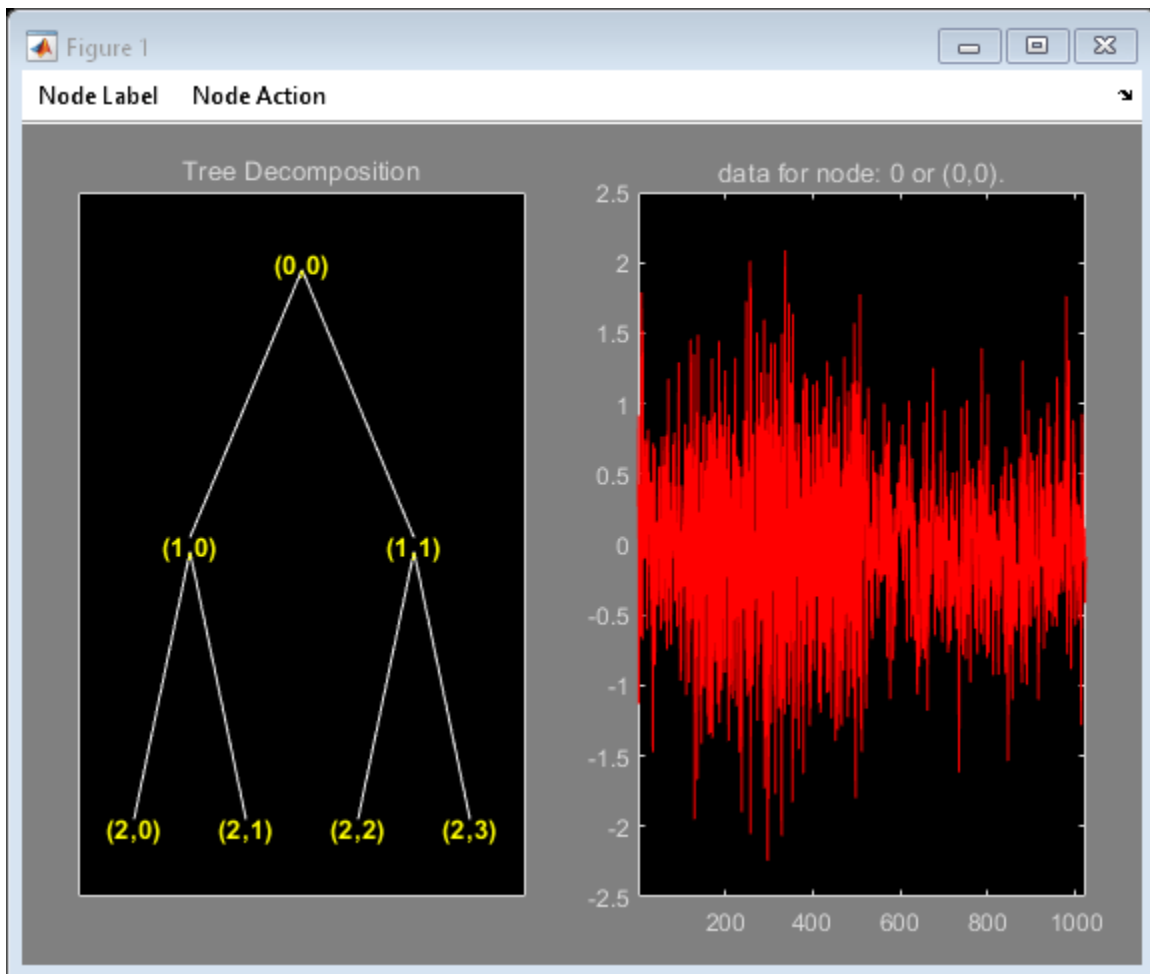 Figure 1
Node Label Node Action
Tree Decomposition
(0,0)
(1,0) (1,1)
(2,0) (2,1) (2,2) (2,3)
data for node: 0 or (0,0).
2.5
2
1.5
1
0.5
0
-0.5
-1
-1.5
-2
-2.5
200 400 600 800 1000